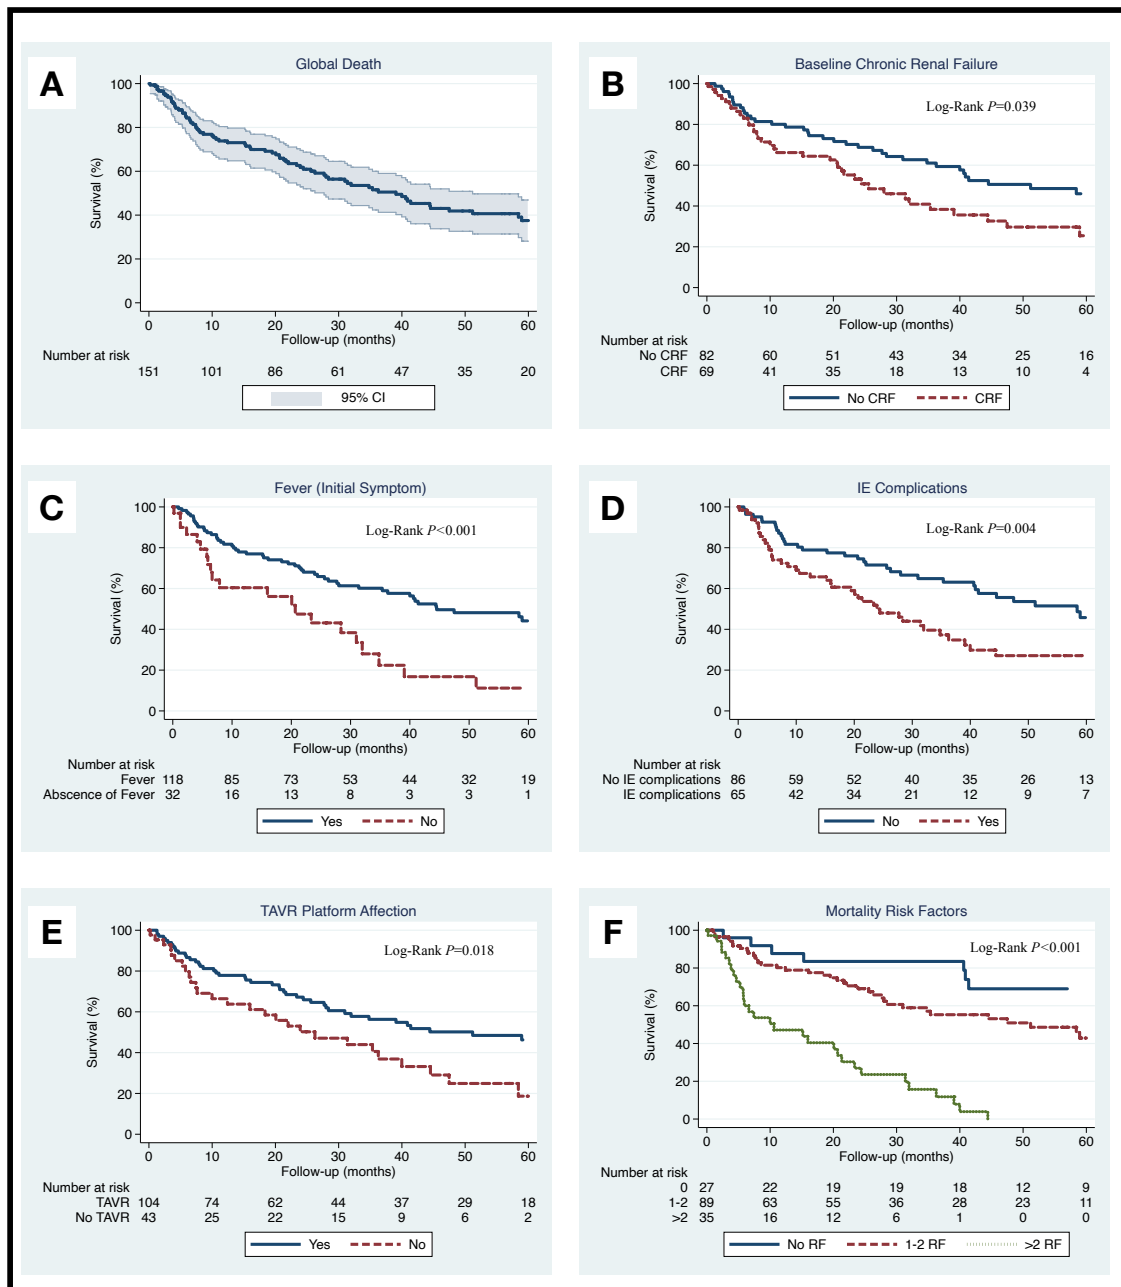 A
Global Death
100
80
60
40
20
0
Survival (%)
0 10 20 30 40 50 60
Follow-up (months)
Number at risk
151 101 86 61 47 35 20
95% CI
B
Baseline Chronic Renal Failure
Log-Rank P=0.039
100
80
60
40
20
0
Survival (%)
0 10 20 30 40 50 60
Follow-up (months)
Number at risk
No CRF 82 60 51 43 34 25 16
CRF 69 41 35 18 13 10 4
No CRF CRF
C
Fever (Initial Symptom)
Log-Rank P<0.001
100
80
60
40
20
0
Survival (%)
0 10 20 30 40 50 60
Follow-up (months)
Number at risk
Fever 118 85 73 53 44 32 19
Abscence of Fever 32 16 13 8 3 3 1
Yes No
D
IE Complications
Log-Rank P=0.004
100
80
60
40
20
0
Survival (%)
0 10 20 30 40 50 60
Follow-up (months)
Number at risk
No IE complications 86 59 52 40 35 26 13
IE complications 65 42 34 21 12 9 7
No Yes
E
TAVR Platform Affection
Log-Rank P=0.018
100
80
60
40
20
0
Survival (%)
0 10 20 30 40 50 60
Follow-up (months)
Number at risk
TAVR 104 74 62 44 37 29 18
No TAVR 43 25 22 15 9 6 2
Yes No
F
Mortality Risk Factors
Log-Rank P<0.001
100
80
60
40
20
0
Survival (%)
0 10 20 30 40 50 60
Follow-up (months)
Number at risk
0 27 22 19 19 18 12 9
1-2 89 63 55 36 28 23 11
>2 35 16 12 6 1 0 0
No RF 1-2 RF >2 RF